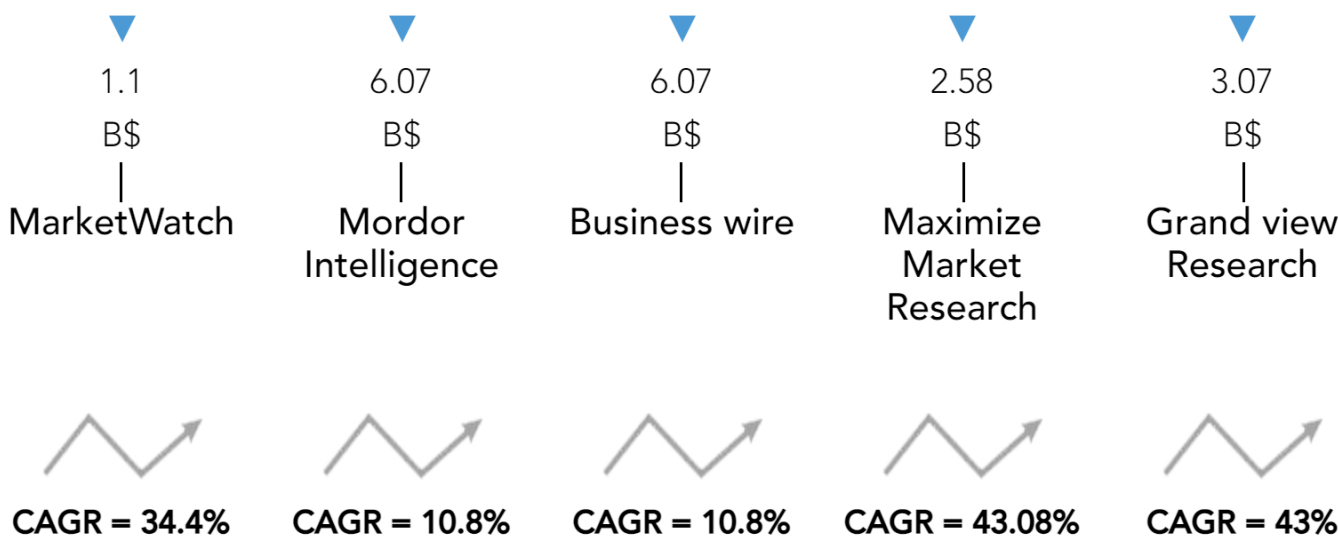 1.1
B$
MarketWatch
CAGR = 34.4%
6.07
B$
Mordor
Intelligence
CAGR = 10.8%
6.07
B$
Business wire
CAGR = 10.8%
2.58
B$
Maximize
Market
Research
CAGR = 43.08%
3.07
B$
Grand view
Research
CAGR = 43%